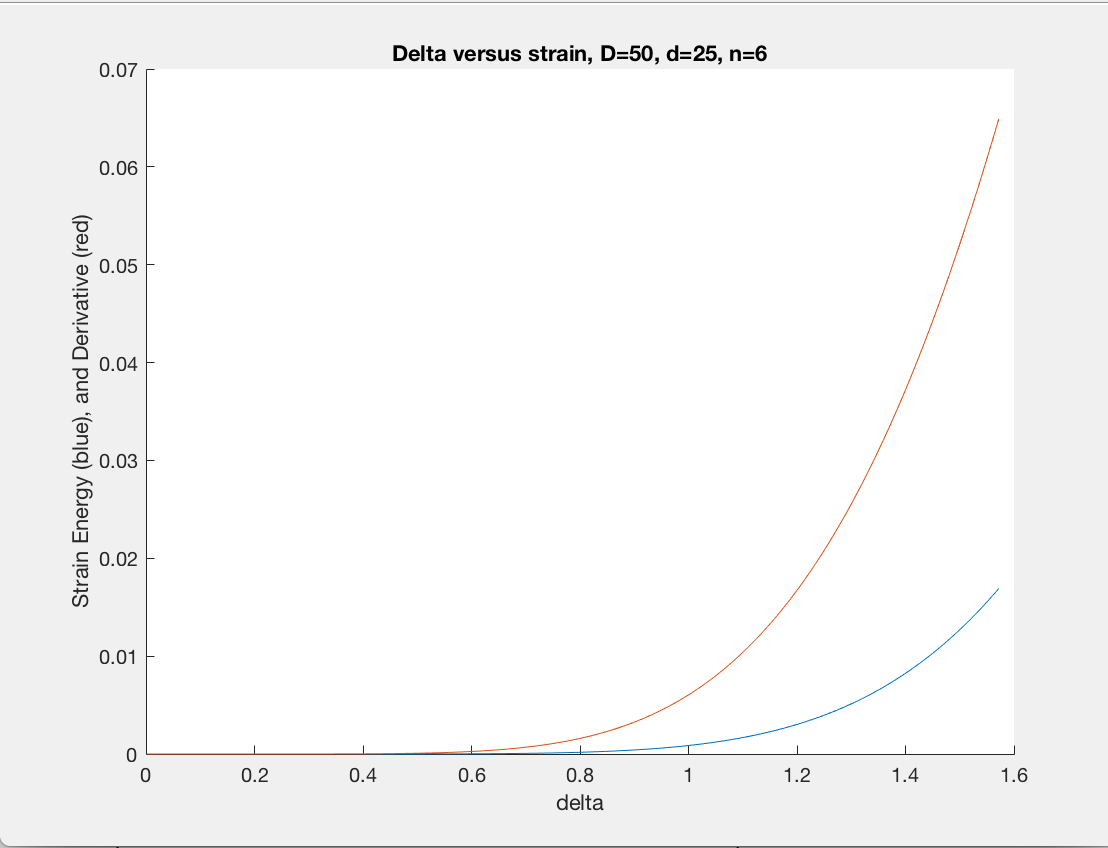 Delta versus strain, D=50, d=25, n=6
0.07
0.06
0.05
0.04
0.03
0.02
0.01
0
Strain Energy (blue), and Derivative (red)
0 0.2 0.4 0.6 0.8 1 1.2 1.4 1.6
delta